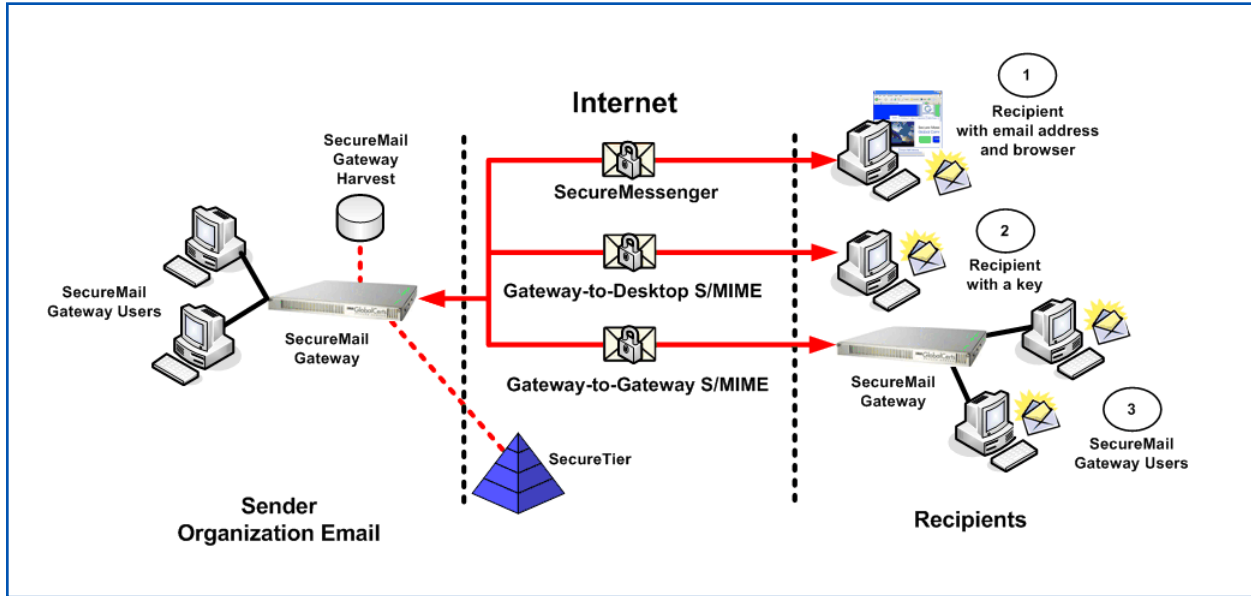 Internet
1
Recipient
with email address
and browser
SecureMail
Gateway
Harvest
SecureMessenger
2
Recipient
with a key
SecureMail
Gateway Users
SecureMail
Gateway
GlobalCerts
Gateway-to-Desktop S/MIME
Gateway-to-Gateway S/MIME
GlobalCerts
SecureMail
Gateway
3
SecureMail
Gateway Users
SecureTier
Sender
Organization Email
Recipients